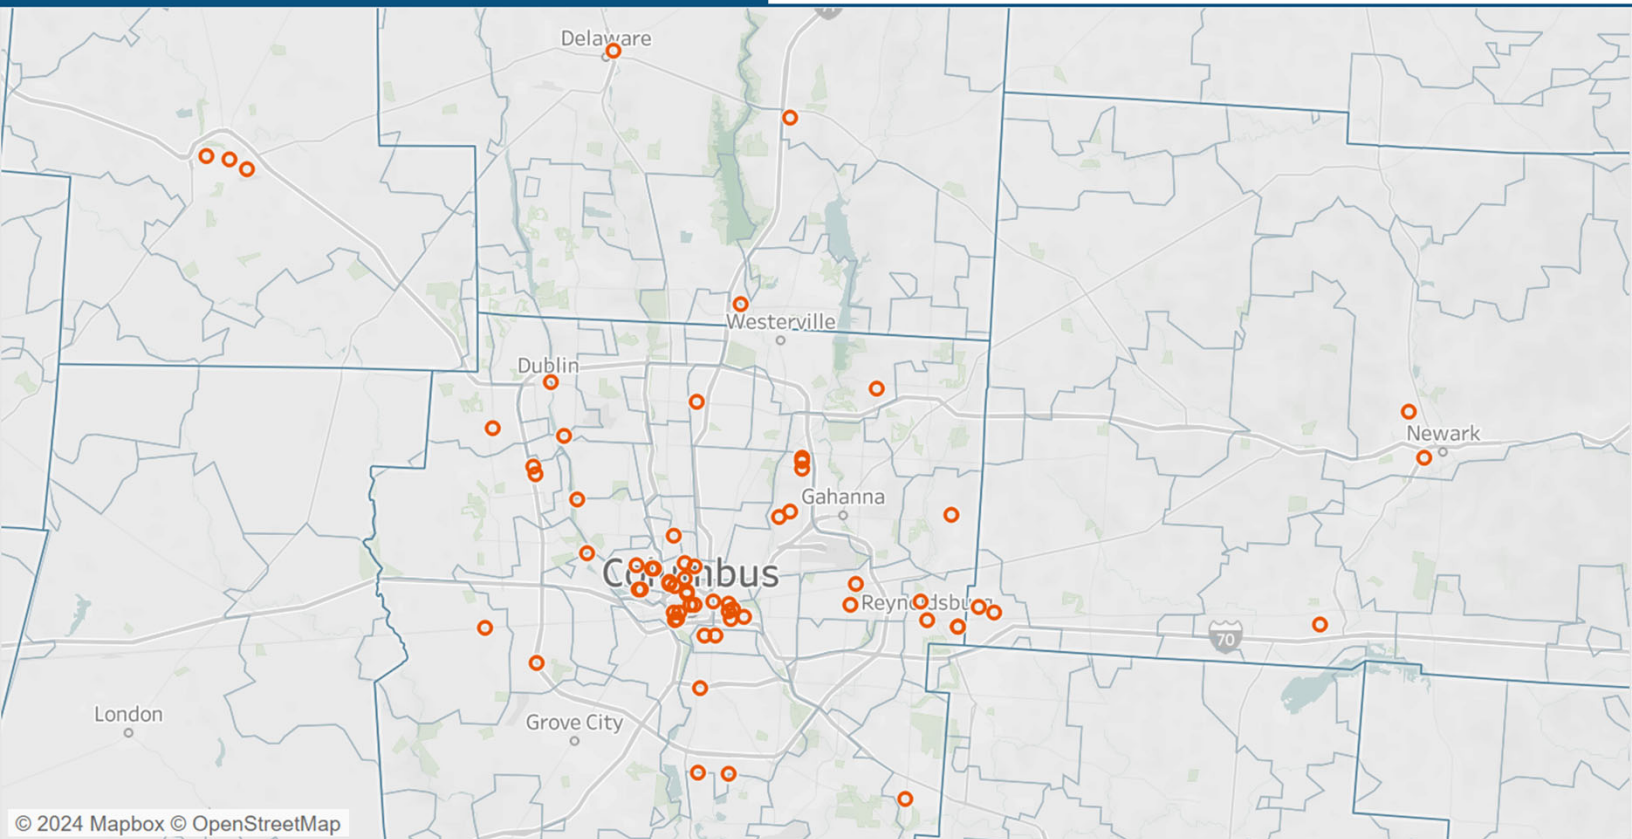 Delaware
Westerville
Dublin
Newark
Gahanna
Columbus
Reynoldsburg
70
London
Grove City
© 2024 Mapbox © OpenStreetMap